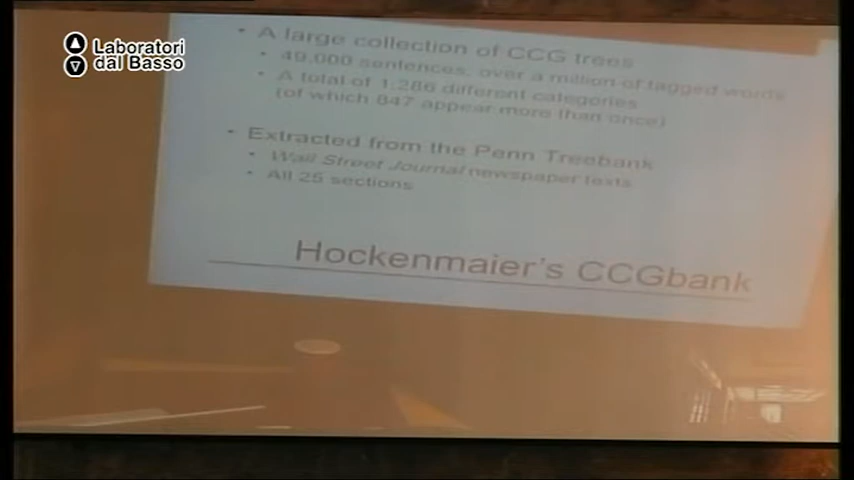 Laboratori
dal Basso
• A large collection of CCG trees
• 49,000 sentences, over a million of tagged words
• A total of 1,286 different categories
(of which 847 appear more than once)
• Extracted from the Penn Treebank
• Wall Street Journal newspaper texts
• All 25 sections
Hockenmaier's CCGbank